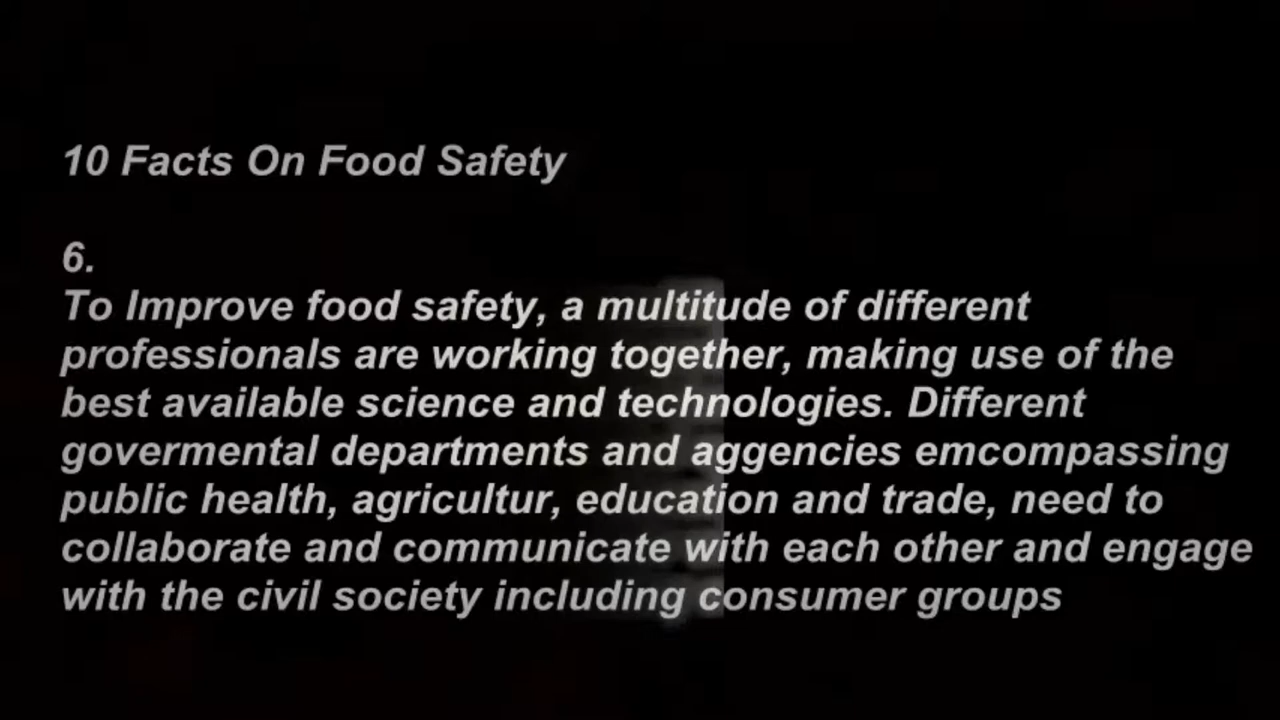 10 Facts On Food Safety
6.
To Improve food safety, a multitude of different
professionals are working together, making use of the
best available science and technologies. Different
govermental departments and aggencies emcompassing
public health, agricultur, education and trade, need to
collaborate and communicate with each other and engage
with the civil society including consumer groups